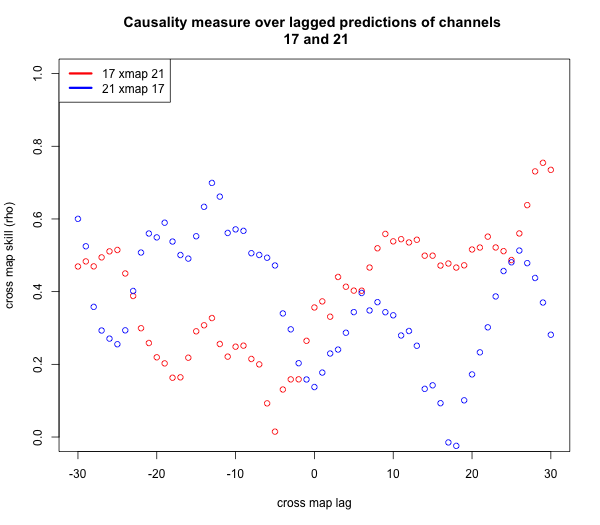 Causality measure over lagged predictions of channels
17 and 21
17 xmap 21
21 xmap 17
cross map skill (rho)
1.0
0.8
0.6
0.4
0.2
0.0
-30
-20
-10
0
10
20
30
cross map lag